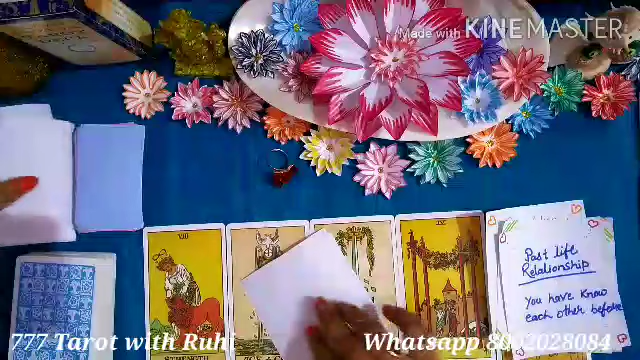 Made with KINEMASTER
VIII
IV
Past life
Relationship
You have know
each other before
STRENGTH
777 Tarot with Ruhi
Whatsapp 8002028084